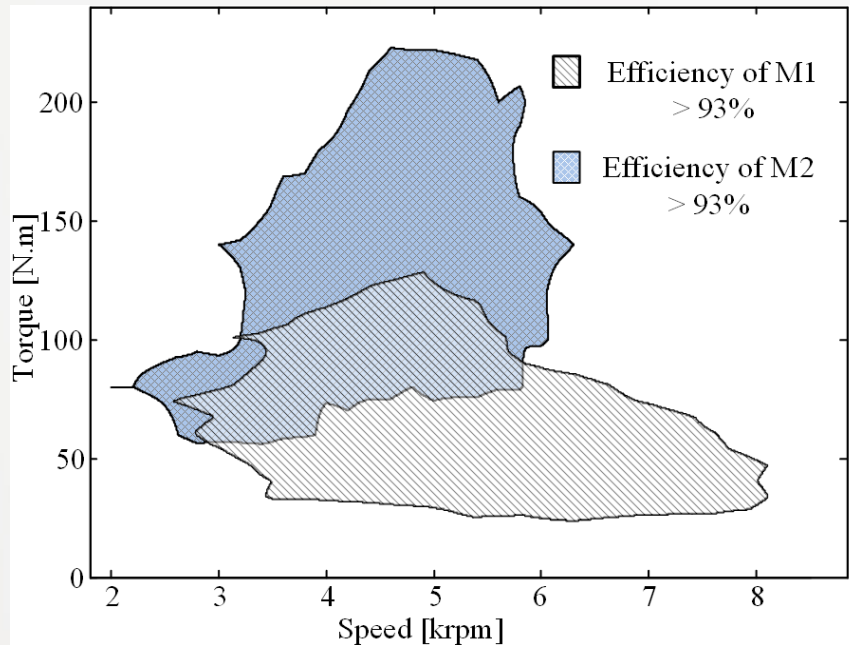 Efficiency of M1
> 93%
Efficiency of M2
> 93%
Torque [N.m]
200
150
100
50
0
2 3 4 5 6 7 8
Speed [krpm]